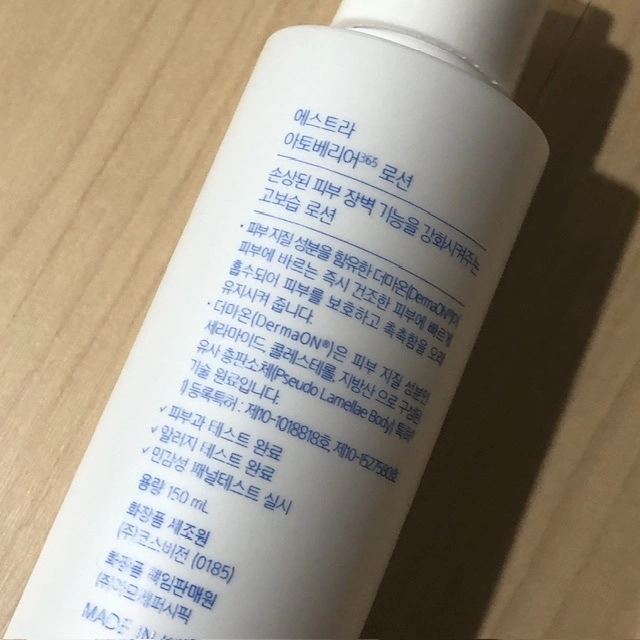 에스트라
아토베리어³⁶⁵ 로션
손상된 피부 장벽 기능을 강화시켜주는
고보습 로션
• 피부 지질 성분을 함유한 더마온(DermaON®)이
피부에 바르는 즉시 건조한 피부에 빠르게
흡수되어 피부를 보호하고 촉촉함을 오래
유지시켜 줍니다.
• 더마온(DermaON®)은 피부 지질 성분인
세라마이드 콜레스테롤, 지방산 으로 구성된
유사 층판소체(Pseudo Lamellae Body) 특허
기술 원료입니다.
등록특허 : 제10-1018818호, 제10-1527590호
✓ 피부과 테스트 완료
✓ 알러지 테스트 완료
✓ 민감성 패널테스트 실시
용량 150 mL
화장품 제조원
(주)코스비전 (0185)
화장품 책임판매원
(주)아모레퍼시픽
MADE IN